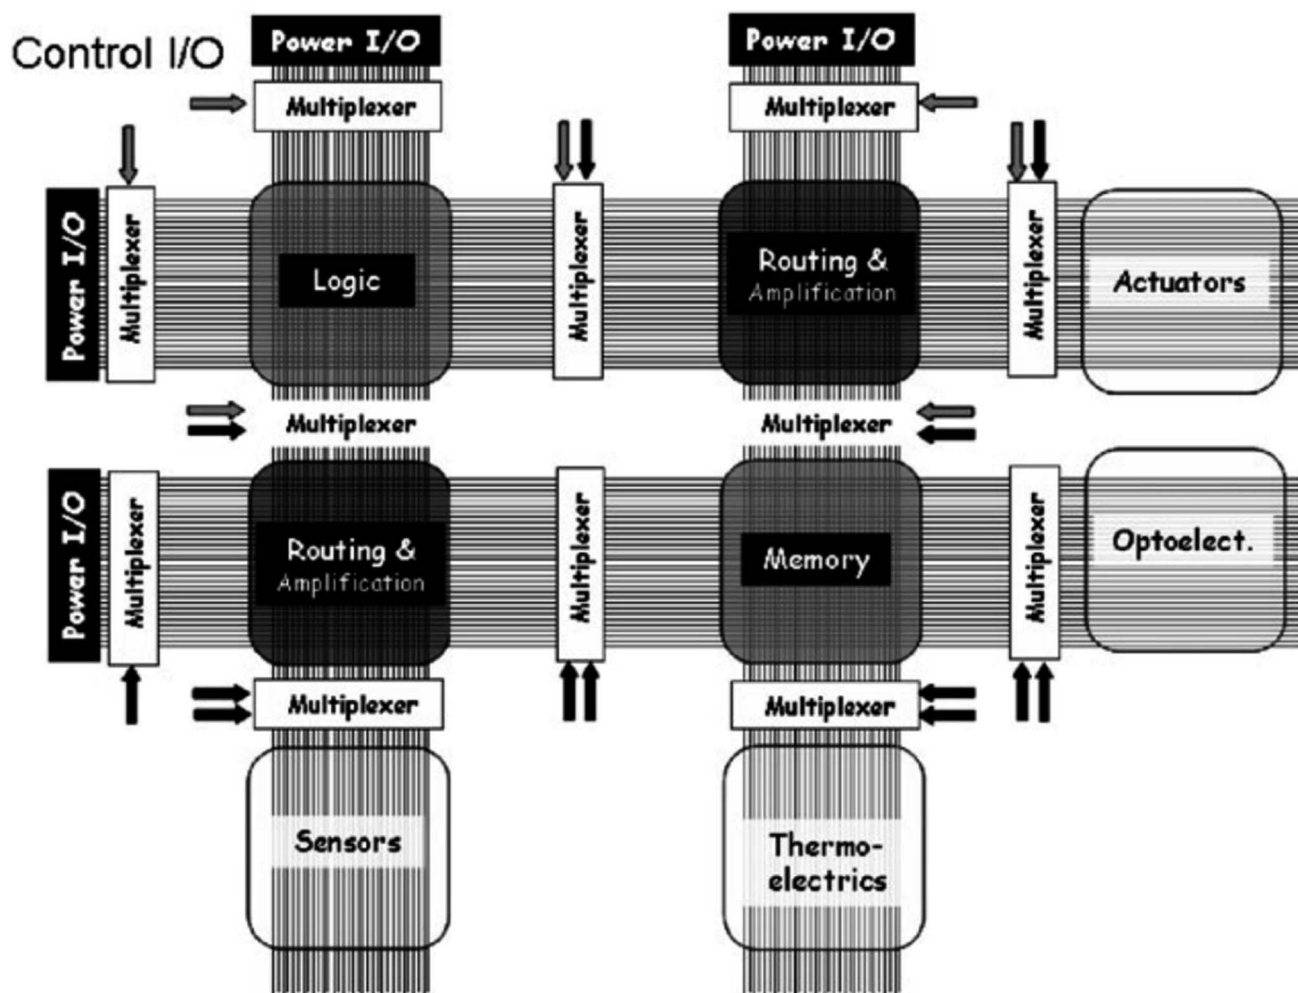 Control I/O
Power I/O
Power I/O
Multiplexer
Multiplexer
Power I/O
Multiplexer
Logic
Multiplexer
Routing &
Amplification
Multiplexer
Actuators
Multiplexer
Multiplexer
Power I/O
Multiplexer
Routing &
Amplification
Multiplexer
Memory
Multiplexer
Optoelect.
Multiplexer
Multiplexer
Sensors
Thermo-
electrics